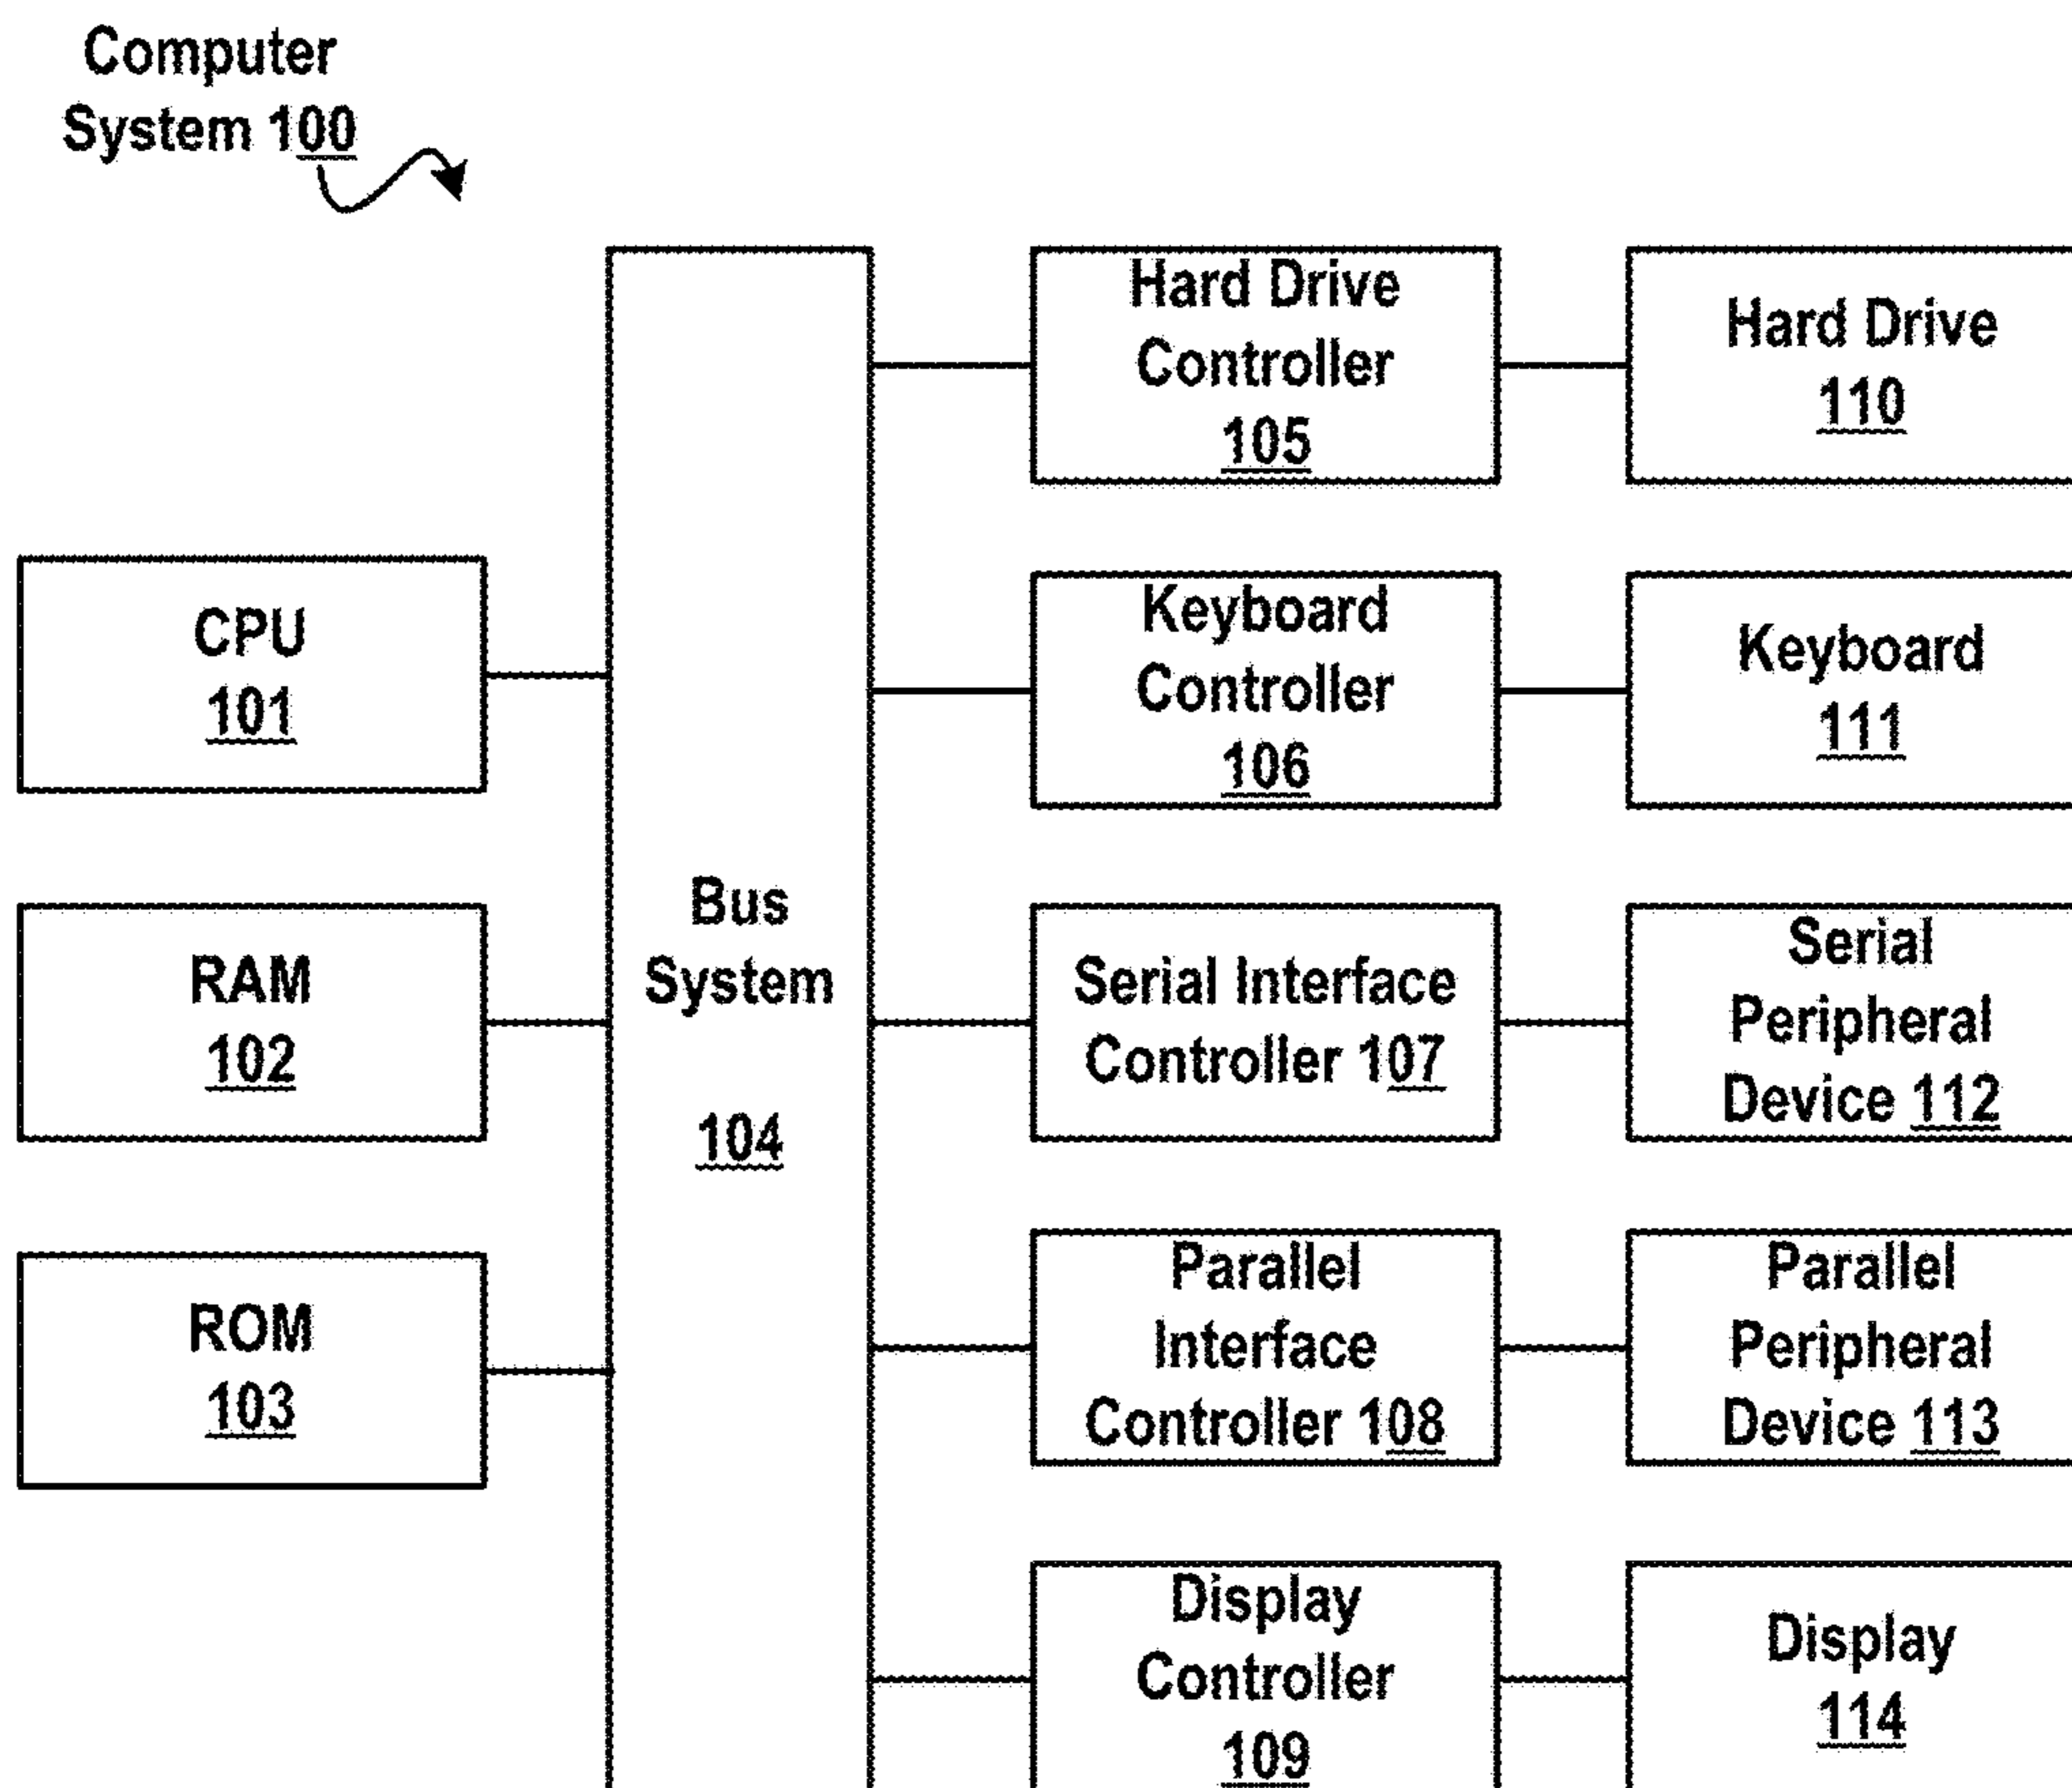 Computer
System 100
Hard Drive
Controller
105
Hard Drive
110
CPU
101
Keyboard
Controller
106
Keyboard
111
RAM
102
Bus
System
104
Serial Interface
Controller 107
Serial
Peripheral
Device 112
ROM
103
Parallel
Interface
Controller 108
Parallel
Peripheral
Device 113
Display
Controller
109
Display
114